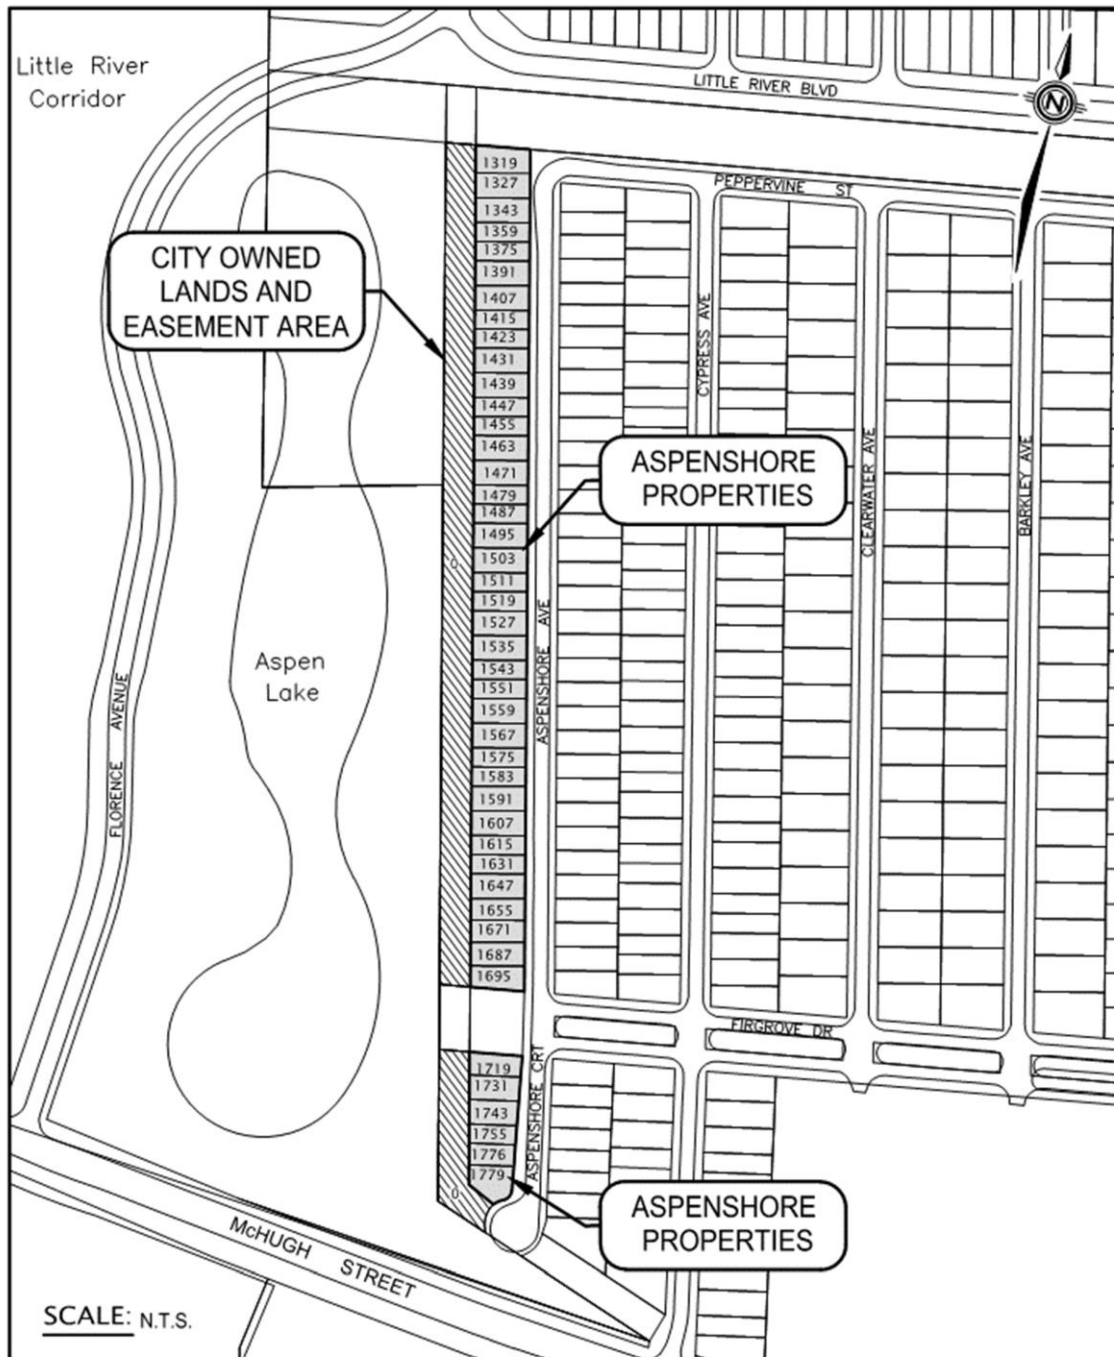 Little River
Corridor
LITTLE RIVER BLVD
N
PEPPERVINE ST
CITY OWNED
LANDS AND
EASEMENT AREA
1319
1327
1343
1359
1375
1391
1407
1415
1423
1431
1439
1447
1455
1463
1471
1479
1487
1495
1503
1511
1519
1527
1535
1543
1551
1559
1567
1575
1583
1591
1607
1615
1631
1647
1655
1671
1687
1695
0
CYPRESS AVE
CLEARWATER AVE
BARKLEY AVE
ASPENSHORE
PROPERTIES
ASPENSHORE AVE
Aspen
Lake
FLORENCE AVENUE
FIRGROVE DR
1719
1731
1743
1755
1776
1779
0
ASPENSHORE CRT
ASPENSHORE
PROPERTIES
McHUGH STREET
SCALE: N.T.S.